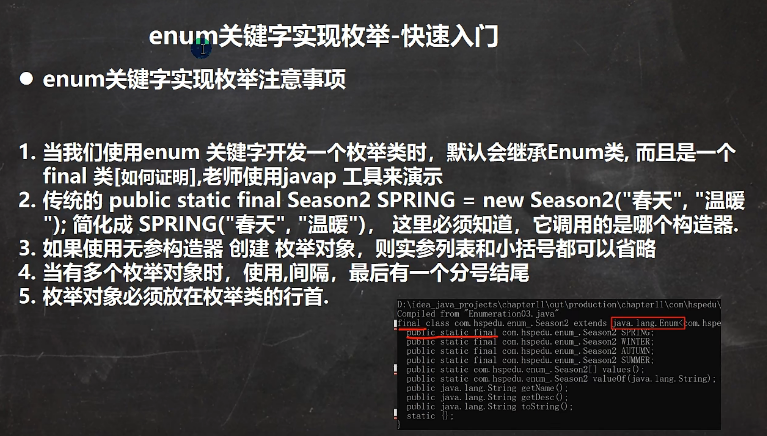 enum关键字实现枚举-快速入门
● enum关键字实现枚举注意事项
1. 当我们使用enum 关键字开发一个枚举类时，默认会继承Enum类, 而且是一个
final 类[如何证明],老师使用javap 工具来演示
2. 传统的 public static final Season2 SPRING = new Season2("春天", "温暖
"); 简化成 SPRING("春天", "温暖")， 这里必须知道，它调用的是哪个构造器.
3. 如果使用无参构造器 创建 枚举对象，则实参列表和小括号都可以省略
4. 当有多个枚举对象时，使用,间隔，最后有一个分号结尾
5. 枚举对象必须放在枚举类的行首.
D:\idea_java_projects\chapter11\out\production\chapter11\com\hspedu\
Compiled from "Enumeration03.java"
final class com.hspedu.enum_.Season2 extends java.lang.Enum<com.hspe
public static final com.hspedu.enum_.Season2 SPRING;
public static final com.hspedu.enum_.Season2 WINTER;
public static final com.hspedu.enum_.Season2 AUTUMN;
public static final com.hspedu.enum_.Season2 SUMMER;
public static com.hspedu.enum_.Season2[] values();
public static com.hspedu.enum_.Season2 valueOf(java.lang.String);
public java.lang.String getName();
public java.lang.String getDesc();
public java.lang.String toString();
static {};
}